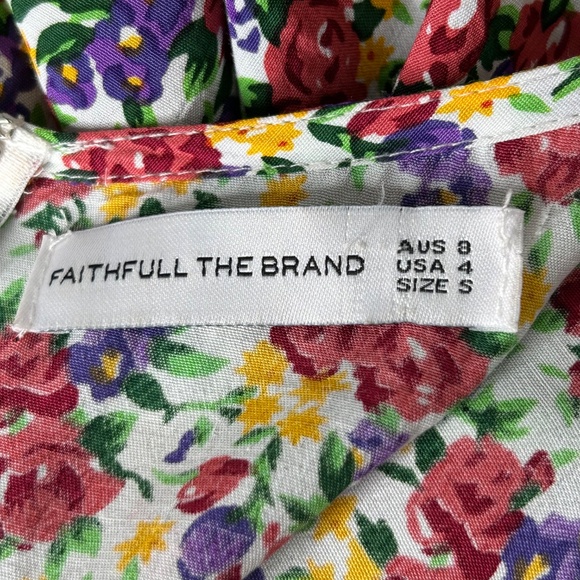 FAITHFULL THE BRAND
AUS 8
USA 4
SIZE S